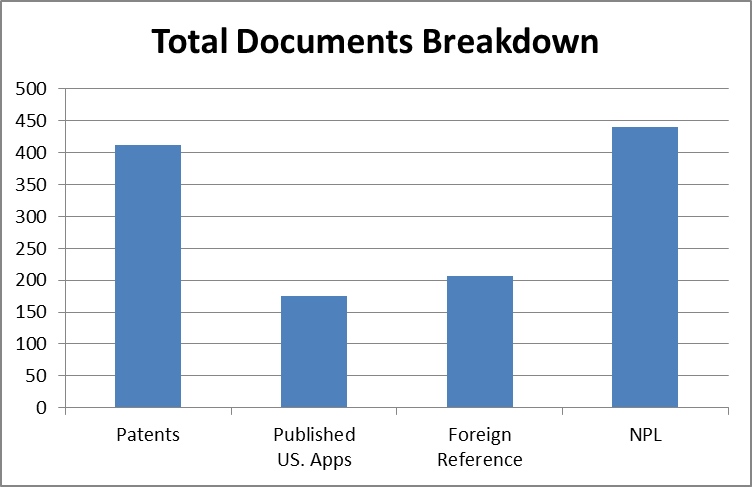 Total Documents Breakdown
500
450
400
350
300
250
200
150
100
50
0
Patents
Published
US. Apps
Foreign
Reference
NPL